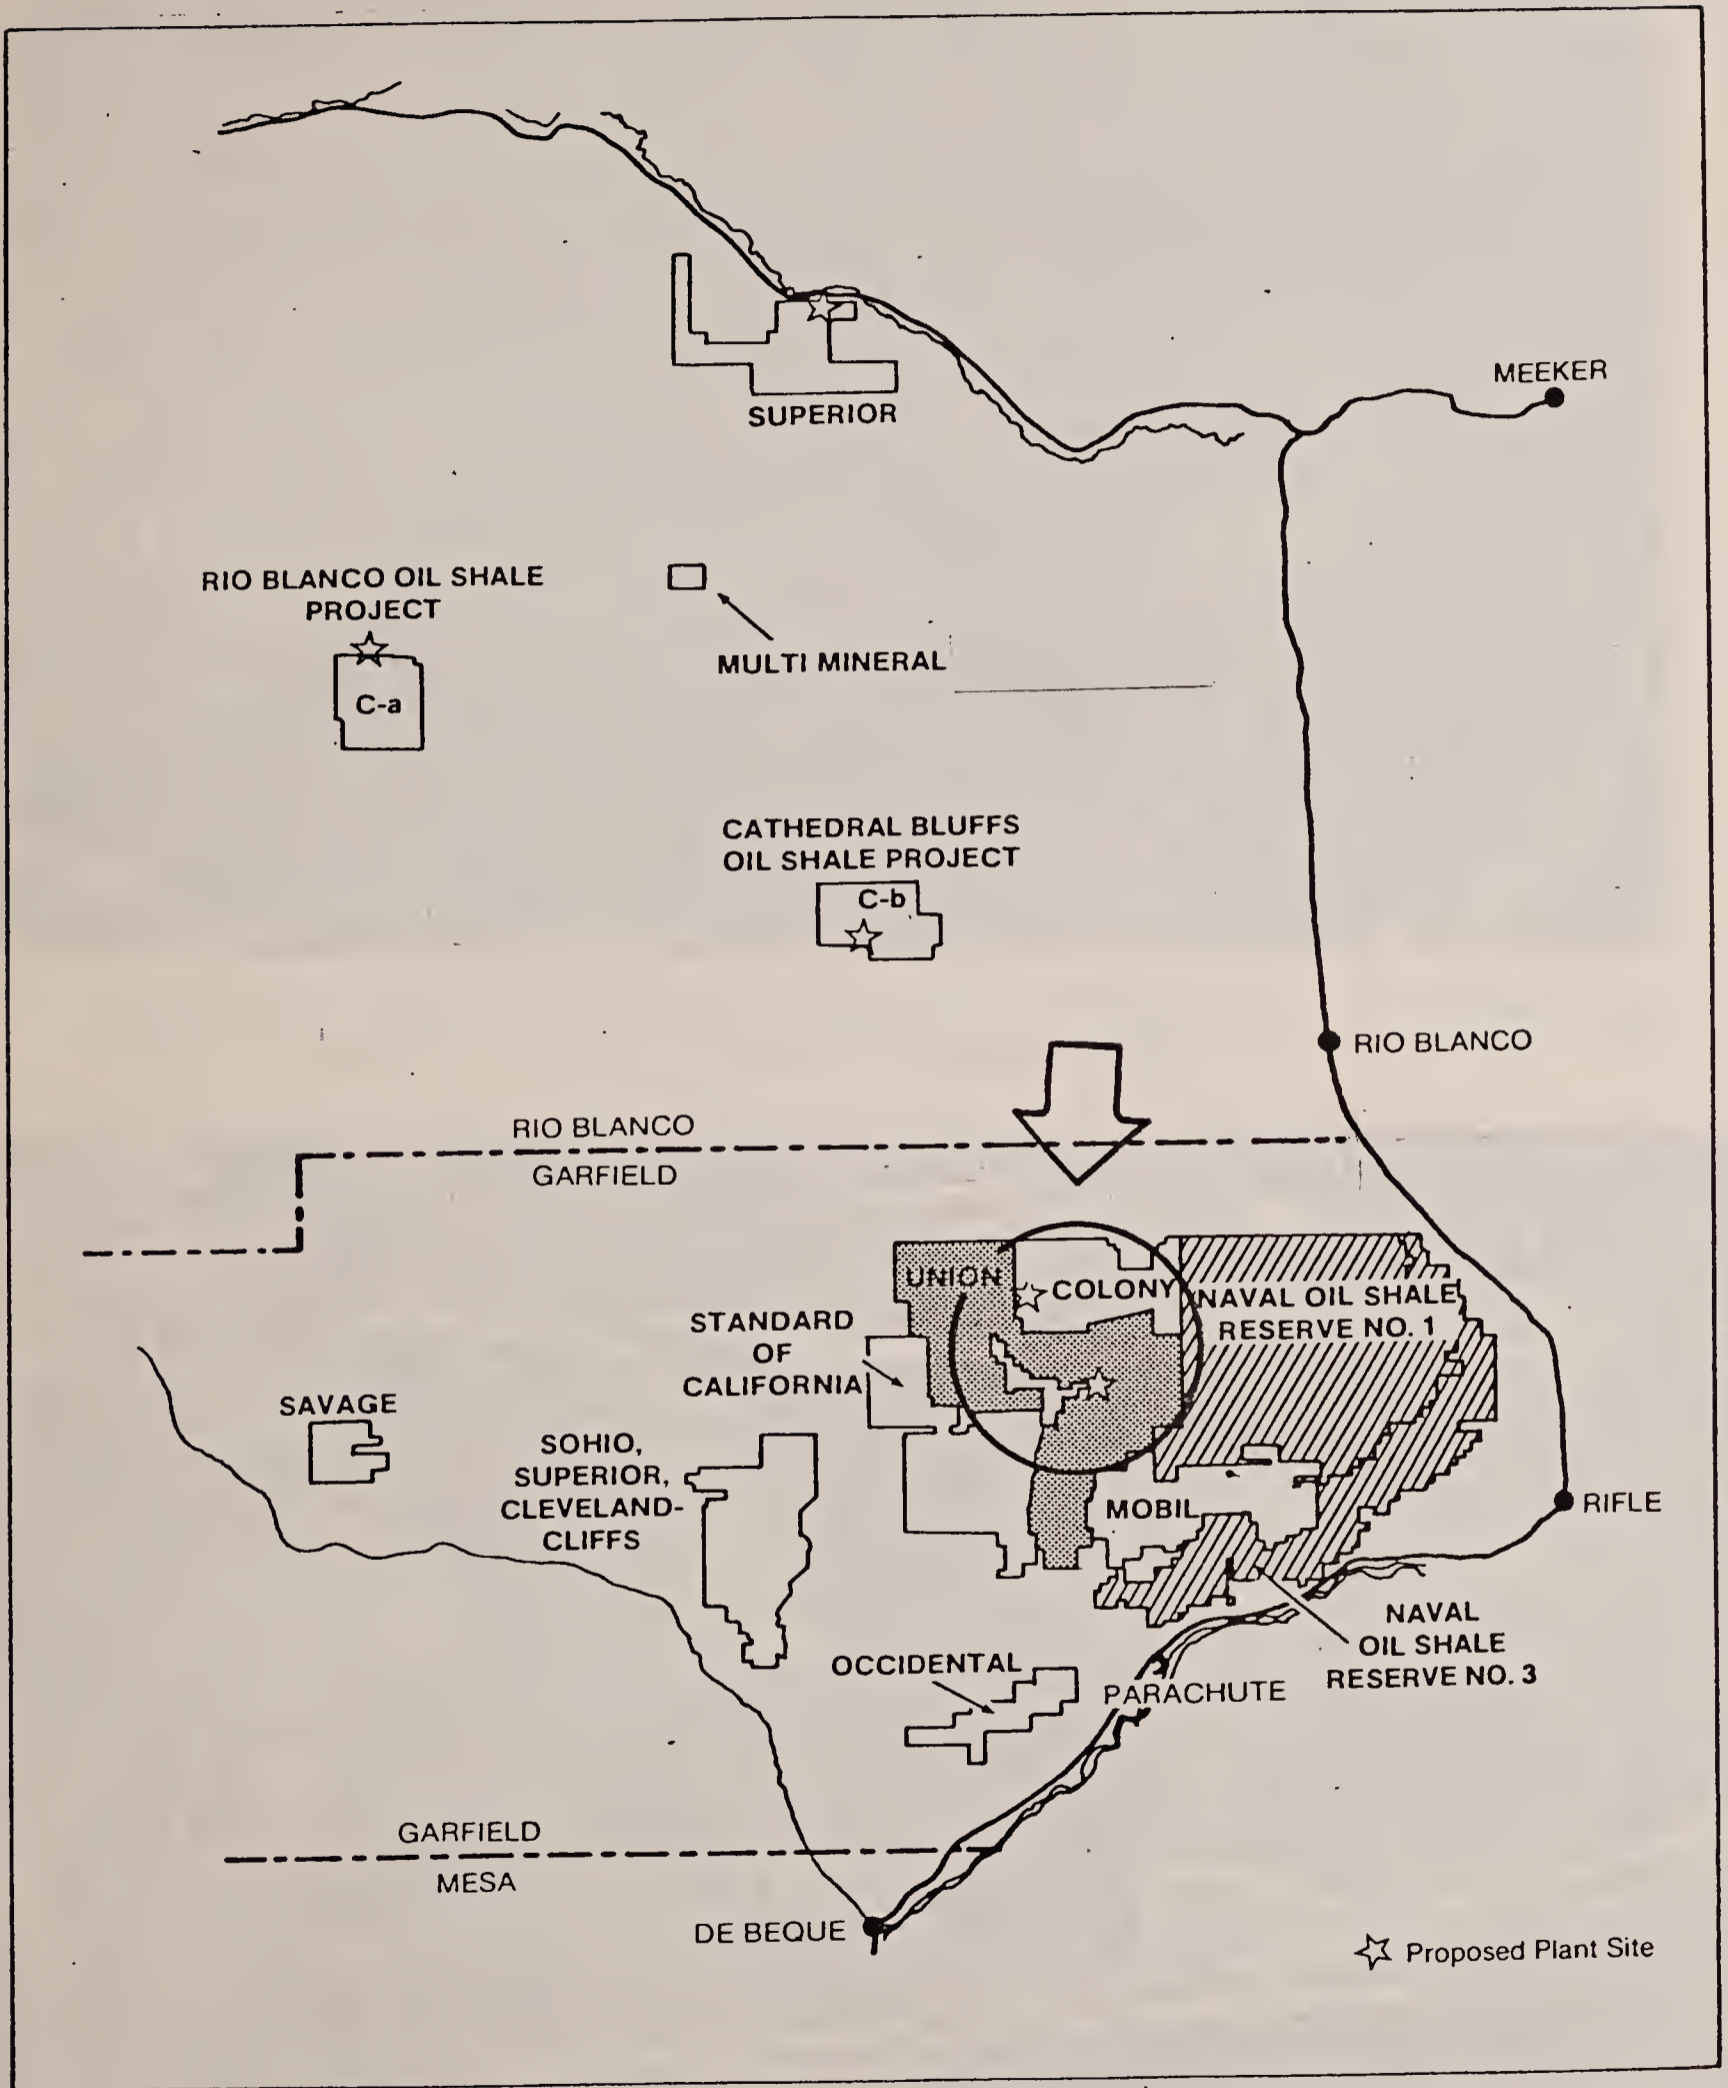 MEEKER
SUPERIOR
RIO BLANCO OIL SHALE
PROJECT
C-a
MULTI MINERAL
CATHEDRAL BLUFFS
OIL SHALE PROJECT
C-b
RIO BLANCO
RIO BLANCO
GARFIELD
UNION
COLONY
NAVAL OIL SHALE
RESERVE NO. 1
STANDARD
OF
CALIFORNIA
SAVAGE
SOHIO,
SUPERIOR,
CLEVELAND-
CLIFFS
MOBIL
RIFLE
NAVAL
OIL SHALE
RESERVE NO. 3
OCCIDENTAL
PARACHUTE
GARFIELD
MESA
DE BEQUE
Proposed Plant Site